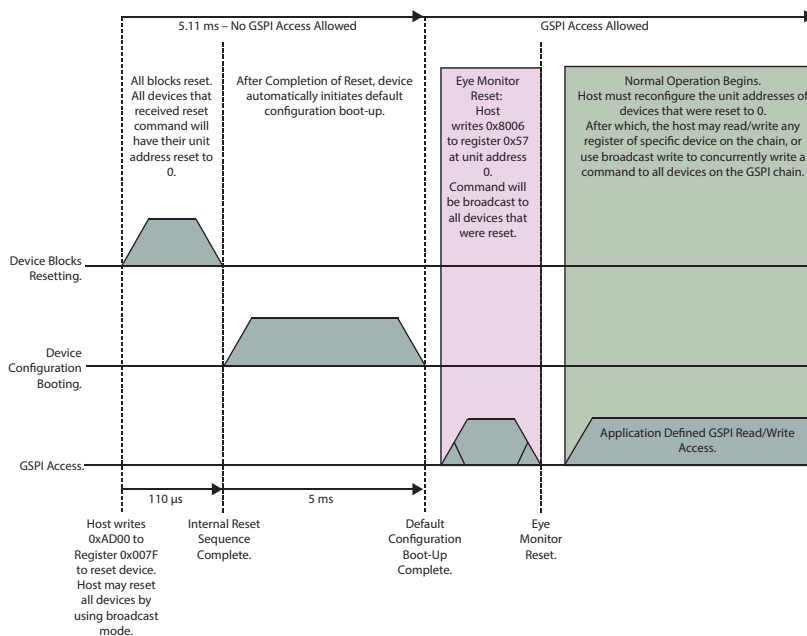 5.11 ms – No GSPI Access Allowed
GSPI Access Allowed
All blocks reset.
All devices that
received reset
command will
have their unit
address reset to
0.
After Completion of Reset, device
automatically initiates default
configuration boot-up.
Eye Monitor
Reset:
Host
writes 0x8006
to register 0x57
at unit address
0.
Command will
be broadcast to
all devices that
were reset.
Normal Operation Begins.
Host must reconfigure the unit addresses of
devices that were reset to 0.
After which, the host may read/write any
register of specific device on the chain, or
use broadcast write to concurrently write a
command to all devices on the GSPI chain.
Device Blocks
Resetting.
Device
Configuration
Booting.
Application Defined GSPI Read/Write
Access.
GSPI Access.
110 µs
5 ms
Host writes
0xAD00 to
Register 0x007F
to reset device.
Host may reset
all devices by
using broadcast
mode.
Internal Reset
Sequence
Complete.
Default
Configuration
Boot-Up
Complete.
Eye
Monitor
Reset.